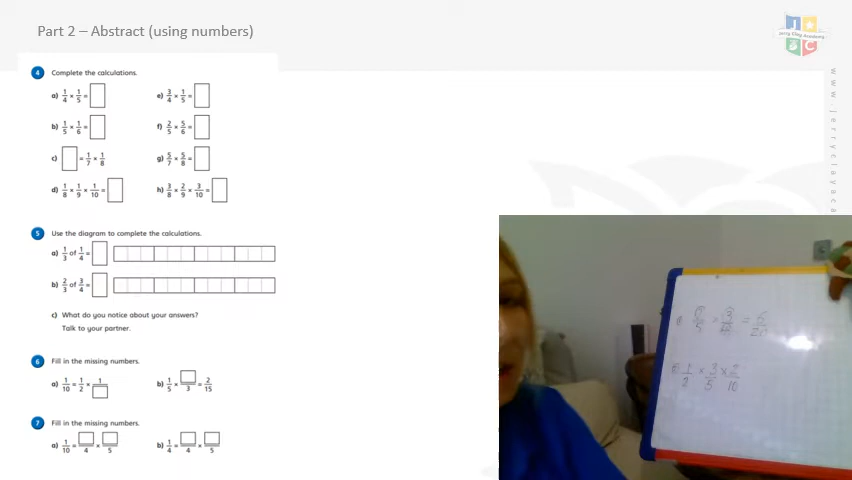 Part 2 – Abstract (using numbers)
Jerry Clay Academy
J
C
www.jerryclayaca
4 Complete the calculations.
a) 1/4 × 1/5 =
e) 3/4 × 1/5 =
b) 1/5 × 1/6 =
f) 2/5 × 5/6 =
c) = 1/7 × 1/8
g) 5/7 × 5/8 =
d) 1/8 × 1/9 × 1/10 =
h) 3/8 × 2/9 × 3/10 =
5 Use the diagram to complete the calculations.
a) 1/3 of 1/4 =
b) 2/3 of 3/4 =
c) What do you notice about your answers?
Talk to your partner.
6 Fill in the missing numbers.
a) 1/10 = 1/2 × 1/
b) 1/5 × /3 = 2/15
7 Fill in the missing numbers.
a) 1/10 = /4 × /5
b) 1/4 = /4 × /5
= 6/20
1/2 × 3/5 × 2/10